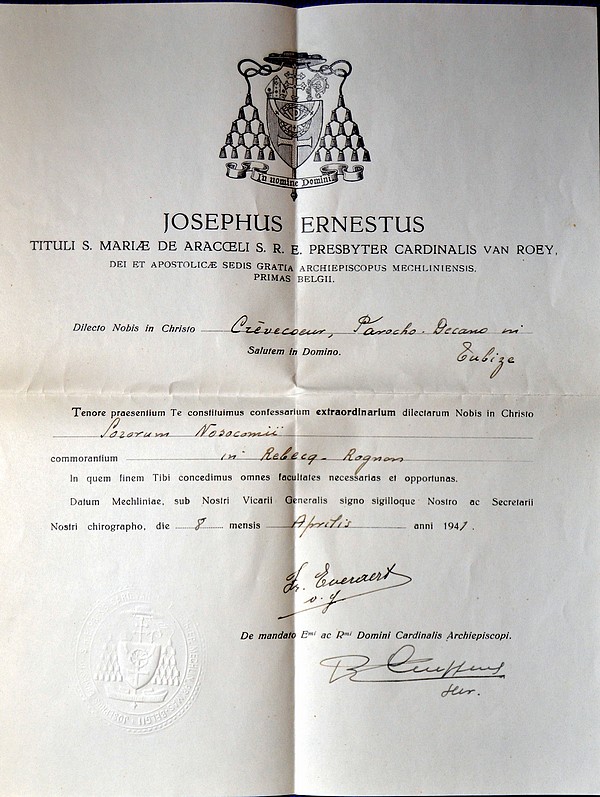 In nomine Domini
JOSEPHUS ERNESTUS
TITULI S. MARIÆ DE ARACŒLI S. R. E. PRESBYTER CARDINALIS VAN ROEY,
DEI ET APOSTOLICÆ SEDIS GRATIA ARCHIEPISCOPUS MECHLINIENSIS.
PRIMAS BELGII.
Dilecto Nobis in Christo Crèvecoeur, Parocho-Decano in
Salutem in Domino. Tubize
Tenore praesentium Te constituimus confessarium extraordinarium dilectarum Nobis in Christo
Sororum Nosocomii
commorantium in Rebecq-Rognon
In quem finem Tibi concedimus omnes facultates necessarias et opportunas.
Datum Mechliniae, sub Nostri Vicarii Generalis signo sigilloque Nostro ac Secretarii
Nostri chirographo, die 8 mensis Aprilis anni 1941.
Fr. Everaert
v. g.
De mandato Emi ac Rmi Domini Cardinalis Archiepiscopi.